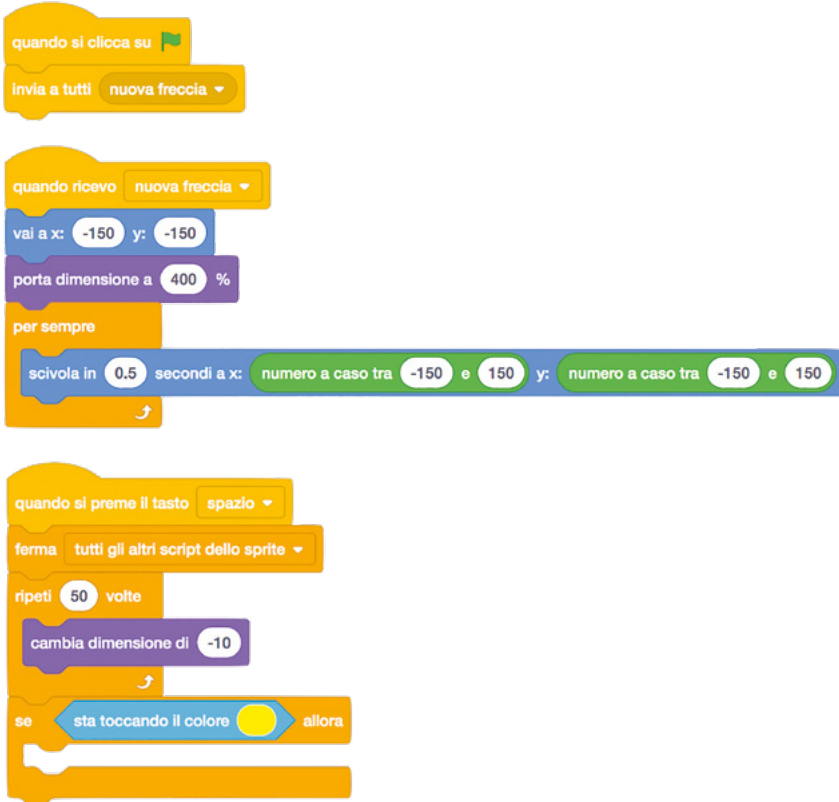 quando si clicca su
invia a tutti nuova freccia
quando ricevo nuova freccia
vai a x: -150 y: -150
porta dimensione a 400 %
per sempre
scivola in 0.5 secondi a x: numero a caso tra -150 e 150 y: numero a caso tra -150 e 150
quando si preme il tasto spazio
ferma tutti gli altri script dello sprite
ripeti 50 volte
cambia dimensione di -10
se sta toccando il colore allora